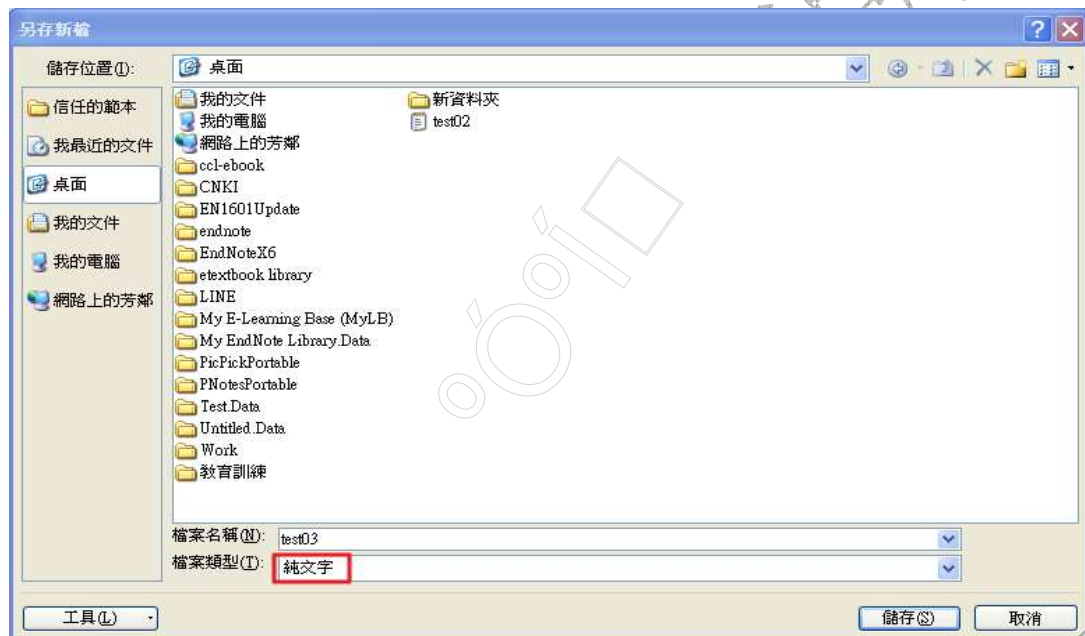 另存新檔
儲存位置(I):
桌面
信任的範本
我最近的文件
桌面
我的文件
我的電腦
網路上的芳鄰
我的文件
我的電腦
網路上的芳鄰
ccl-ebook
CNKI
EN1601Update
endnote
EndNoteX6
etextbook library
LINE
My E-Learning Base (MyLB)
My EndNote Library.Data
PicPickPortable
PNotesPortable
Test.Data
Untitled.Data
Work
教育訓練
新資料夾
test02
檔案名稱(N):
test03
檔案類型(T):
純文字
工具(L)
儲存(S)
取消